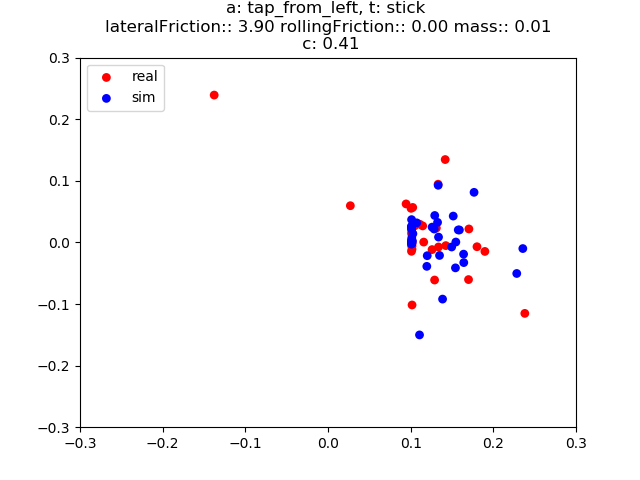 a: tap_from_left, t: stick
lateralFriction:: 3.90 rollingFriction:: 0.00 mass:: 0.01
c: 0.41
real
sim
0.3
0.2
0.1
0.0
−0.1
−0.2
−0.3
−0.3 −0.2 −0.1 0.0 0.1 0.2 0.3